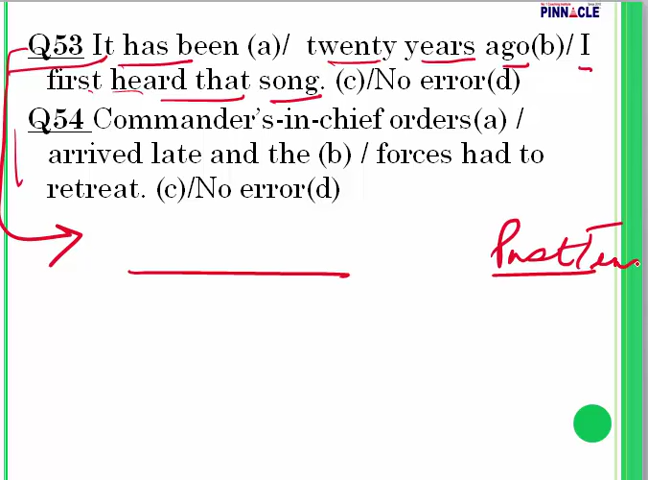 PINNACLE
Q53 It has been (a)/ twenty years ago(b)/ I
first heard that song. (c)/No error(d)
Q54 Commander's-in-chief orders(a) /
arrived late and the (b) / forces had to
retreat. (c)/No error(d)
Past Ten